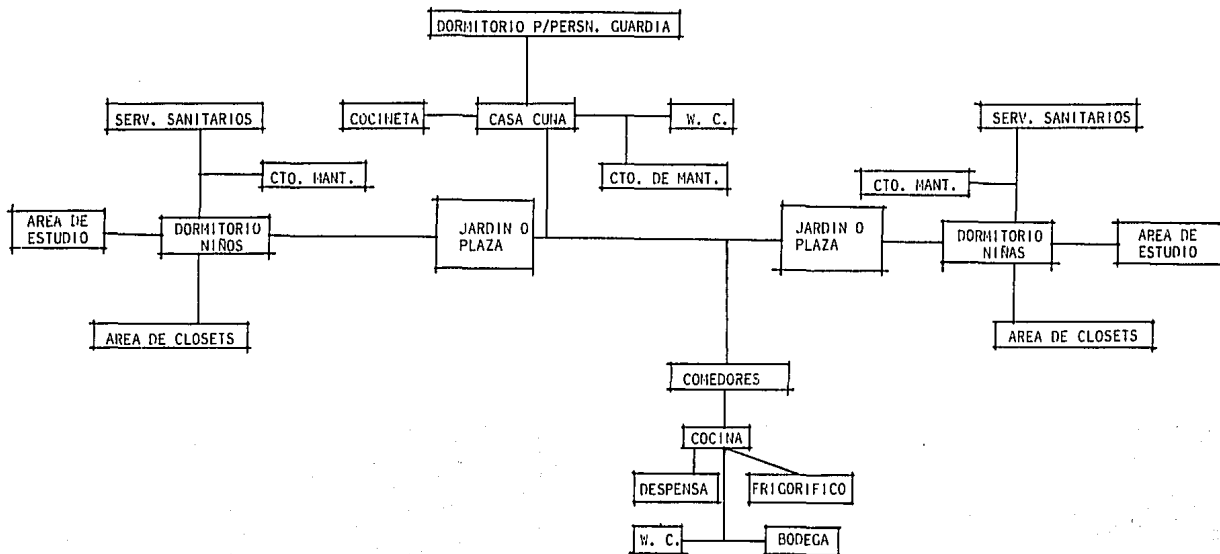 DORMITORIO P/PERSN. GUARDIA
SERV. SANITARIOS
COCINETA
CASA CUNA
W. C.
SERV. SANITARIOS
CTO. MANT.
CTO. DE MANT.
CTO. MANT.
AREA DE
ESTUDIO
DORMITORIO
NIÑOS
JARDIN O
PLAZA
JARDIN O
PLAZA
DORMITORIO
NIÑAS
AREA DE
ESTUDIO
AREA DE CLOSETS
AREA DE CLOSETS
COMEDORES
COCINA
DESPENSA
FRIGORIFICO
W. C.
BODEGA